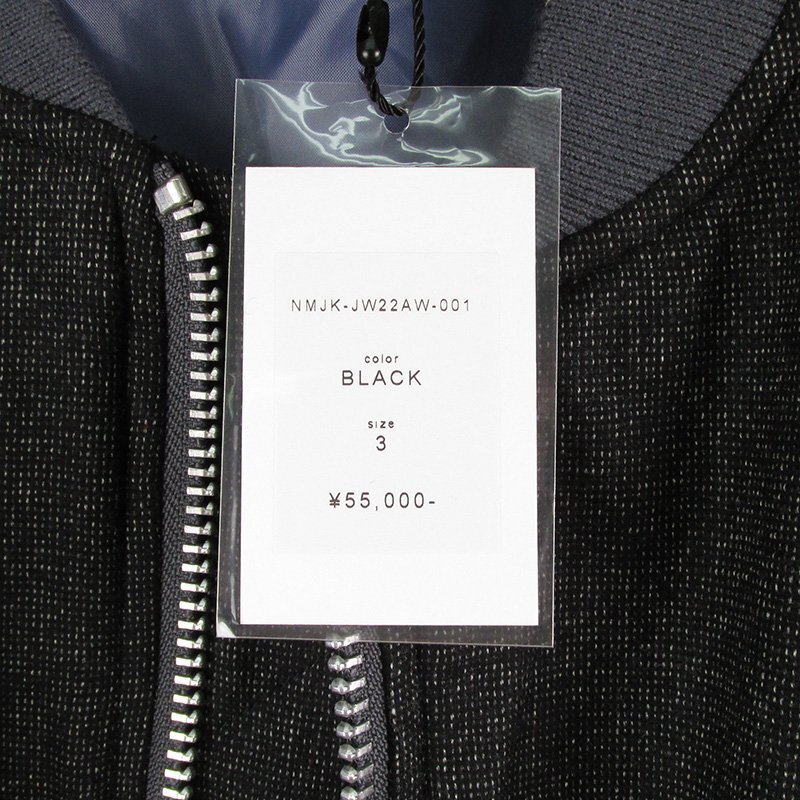 NMJK-JW22AW-001
color
BLACK
size
3
¥55,000-